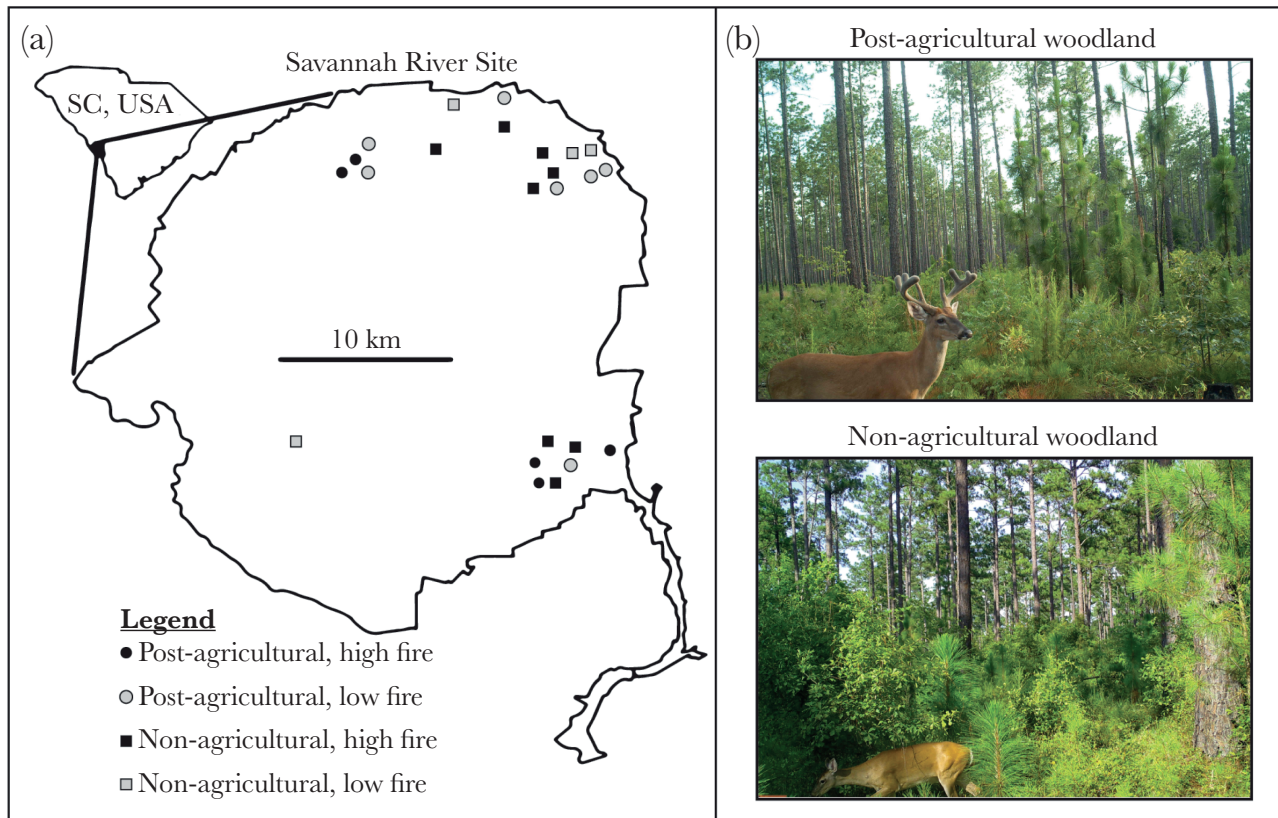 (a)
Savannah River Site
SC, USA
10 km
Legend
Post-agricultural, high fire
Post-agricultural, low fire
Non-agricultural, high fire
Non-agricultural, low fire
(b)
Post-agricultural woodland
Non-agricultural woodland